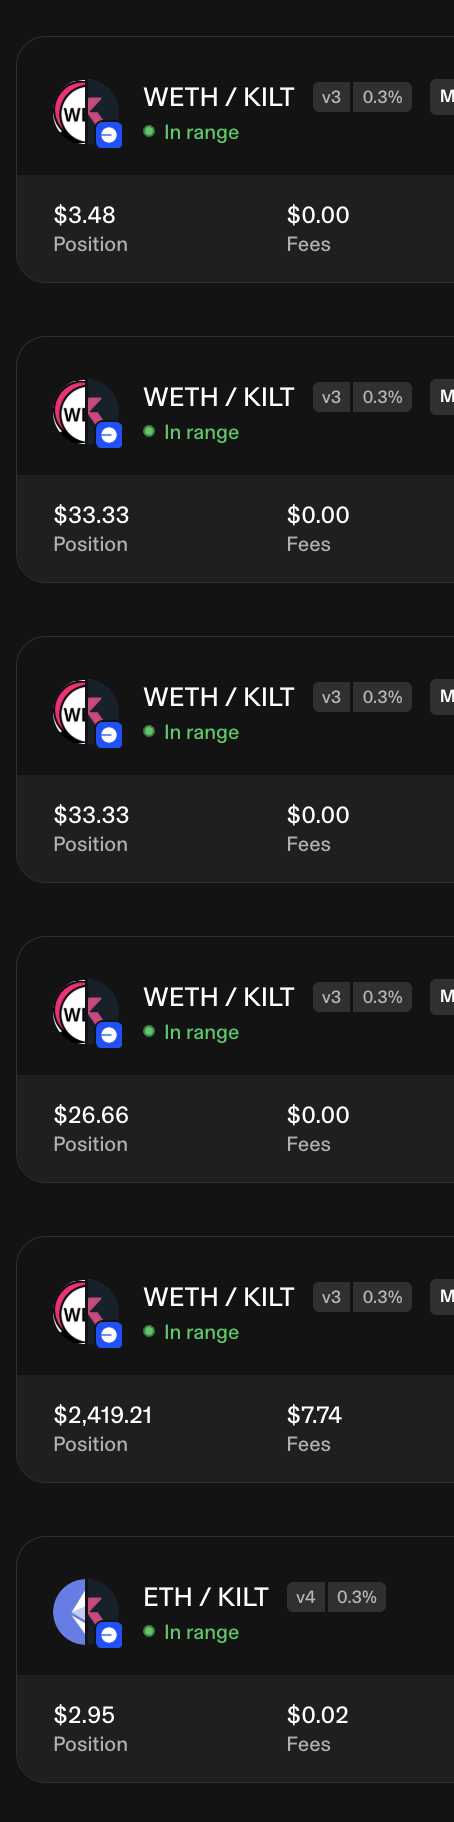 WETH / KILT v3 0.3% M
In range
$3.48 $0.00
Position Fees
WETH / KILT v3 0.3% M
In range
$33.33 $0.00
Position Fees
WETH / KILT v3 0.3% M
In range
$33.33 $0.00
Position Fees
WETH / KILT v3 0.3% M
In range
$26.66 $0.00
Position Fees
WETH / KILT v3 0.3% M
In range
$2,419.21 $7.74
Position Fees
ETH / KILT v4 0.3%
In range
$2.95 $0.02
Position Fees